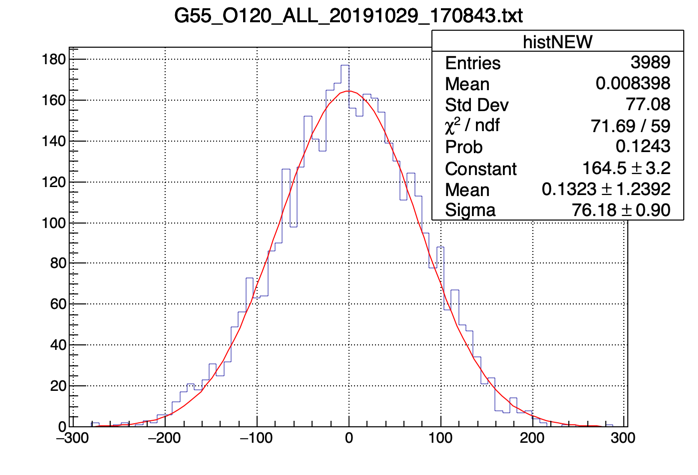 G55_O120_ALL_20191029_170843.txt
histNEW
Entries 3989
Mean 0.008398
Std Dev 77.08
χ² / ndf 71.69 / 59
Prob 0.1243
Constant 164.5 ± 3.2
Mean 0.1323 ± 1.2392
Sigma 76.18 ± 0.90
180
160
140
120
100
80
60
40
20
0
−300 −200 −100 0 100 200 300